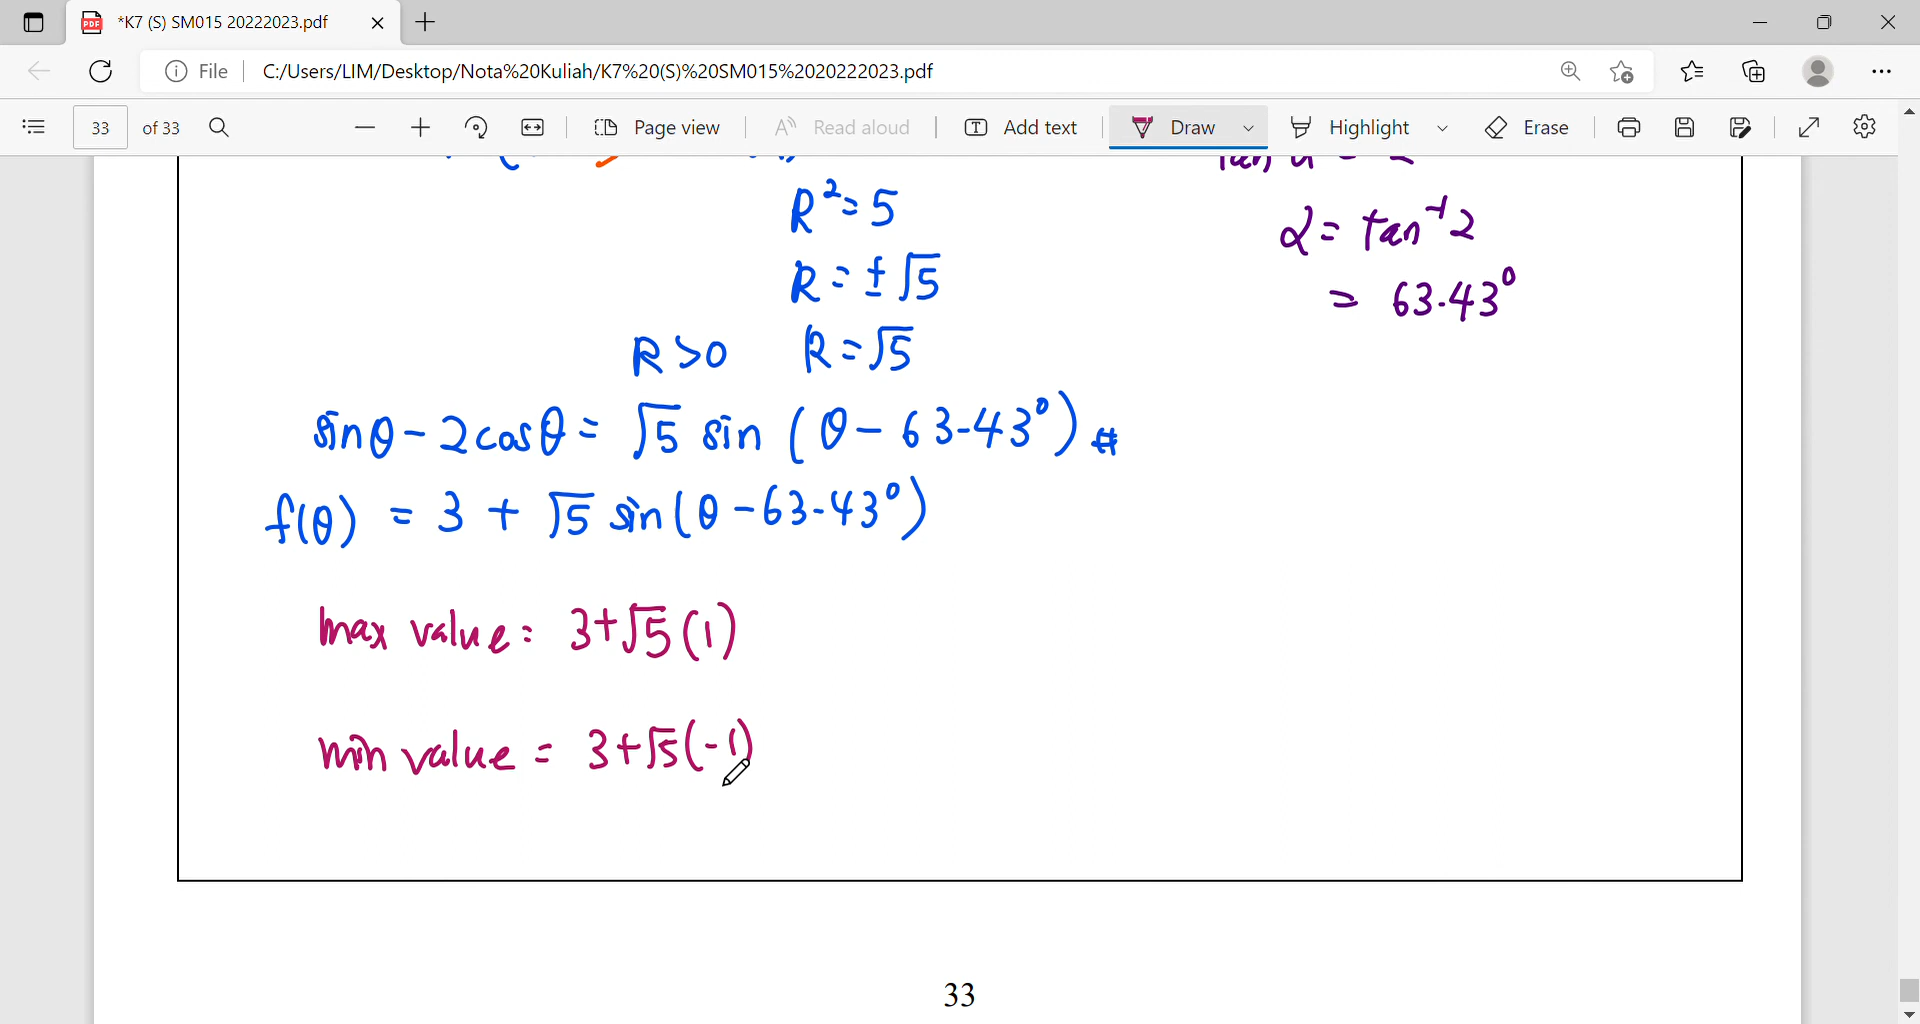 *K7 (S) SM015 20222023.pdf
File C:/Users/LIM/Desktop/Nota%20Kuliah/K7%20(S)%20SM015%2020222023.pdf
33 of 33 Page view Read aloud Add text Draw Highlight Erase
R² = 5
R = ± √5
R > 0 R = √5
α = tan⁻¹ 2
= 63.43°
sin θ - 2 cos θ = √5 sin (θ - 63.43°) #
f(θ) = 3 + √5 sin (θ - 63.43°)
max value = 3+√5 (1)
min value = 3+√5 (-1)
33